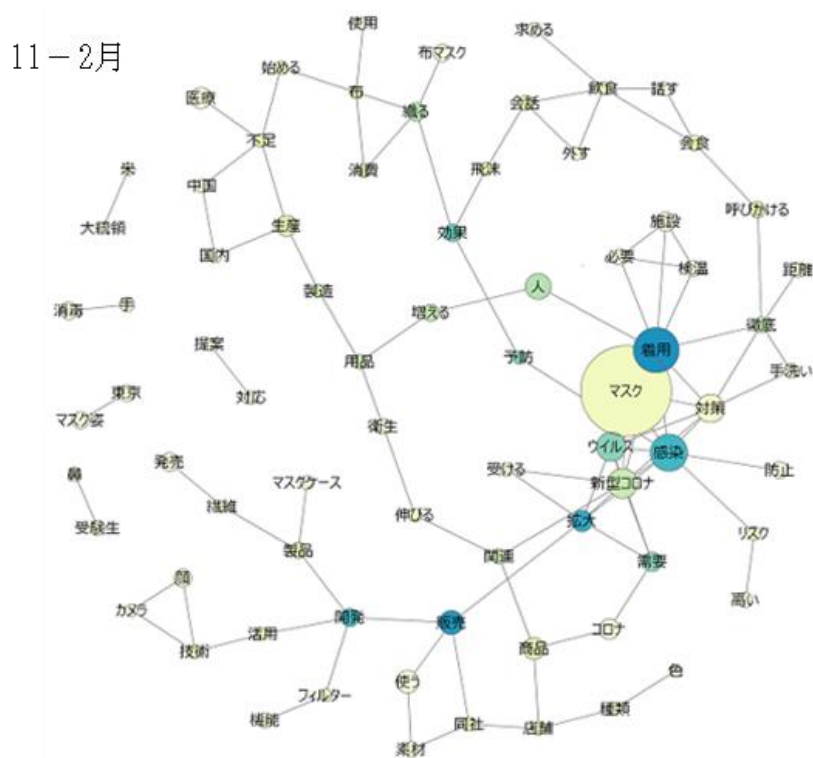 11－2月
使用
求める
布マスク
始める
医療
布
織る
会話
飲食
話す
不足
外す
会食
消費
飛沫
米
中国
大統領
呼びかける
施設
生産
効果
国内
必要
検温
距離
製造
人
消毒
手
増える
徹底
提案
着用
用品
予防
手洗い
対応
マスク
東京
対策
マスク姿
衛生
ウイルス
感染
発売
受ける
防止
鼻
マスクケース
新型コロナ
繊維
受験生
伸びる
拡大
リスク
製品
関連
需要
顔
高い
カメラ
開発
販売
活用
コロナ
技術
商品
色
使う
フィルター
種類
機能
同社
店舗
素材